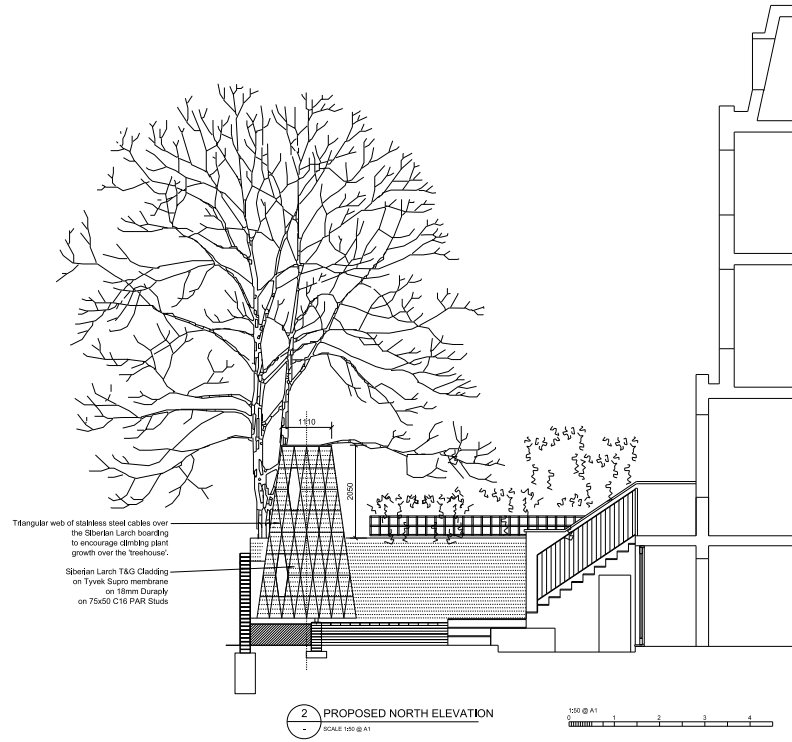 1110
2050
Triangular web of stainless steel cables over
the Siberian Larch boarding
to encourage climbing plant
growth over the 'treehouse'.
Siberian Larch T&G Cladding
on Tyvek Supro membrane
on 18mm Duraply
on 75x50 C16 PAR Studs
2
-
PROPOSED NORTH ELEVATION
SCALE 1:50 @ A1
1:50 @ A1
0 1 2 3 4